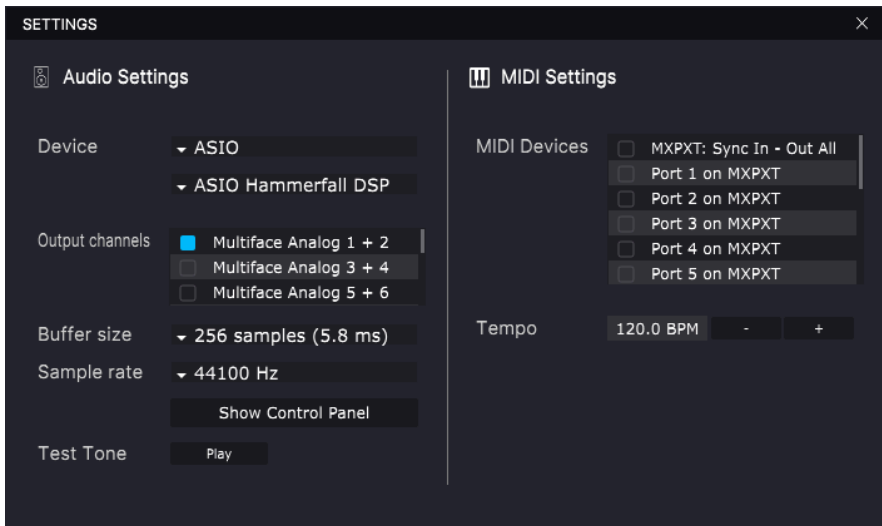 SETTINGS
Audio Settings
Device
ASIO
ASIO Hammerfall DSP
Output channels
Multiface Analog 1 + 2
Multiface Analog 3 + 4
Multiface Analog 5 + 6
Buffer size
256 samples (5.8 ms)
Sample rate
44100 Hz
Show Control Panel
Test Tone
Play
MIDI Settings
MIDI Devices
MXPXT: Sync In - Out All
Port 1 on MXPXT
Port 2 on MXPXT
Port 3 on MXPXT
Port 4 on MXPXT
Port 5 on MXPXT
Tempo
120.0 BPM - +